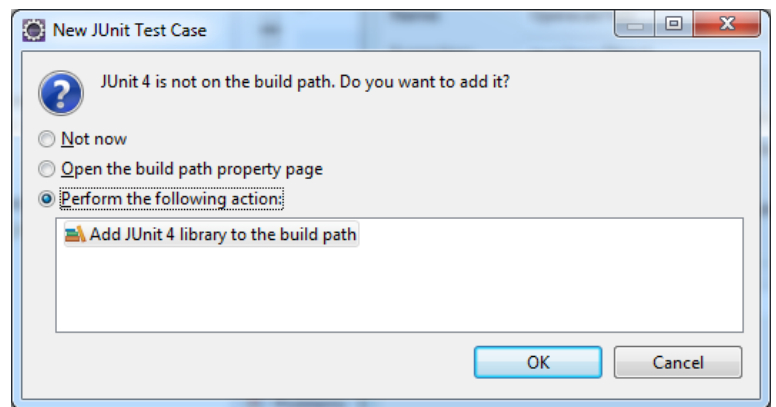 New JUnit Test Case
JUnit 4 is not on the build path. Do you want to add it?
Not now
Open the build path property page
Perform the following action:
Add JUnit 4 library to the build path
OK
Cancel